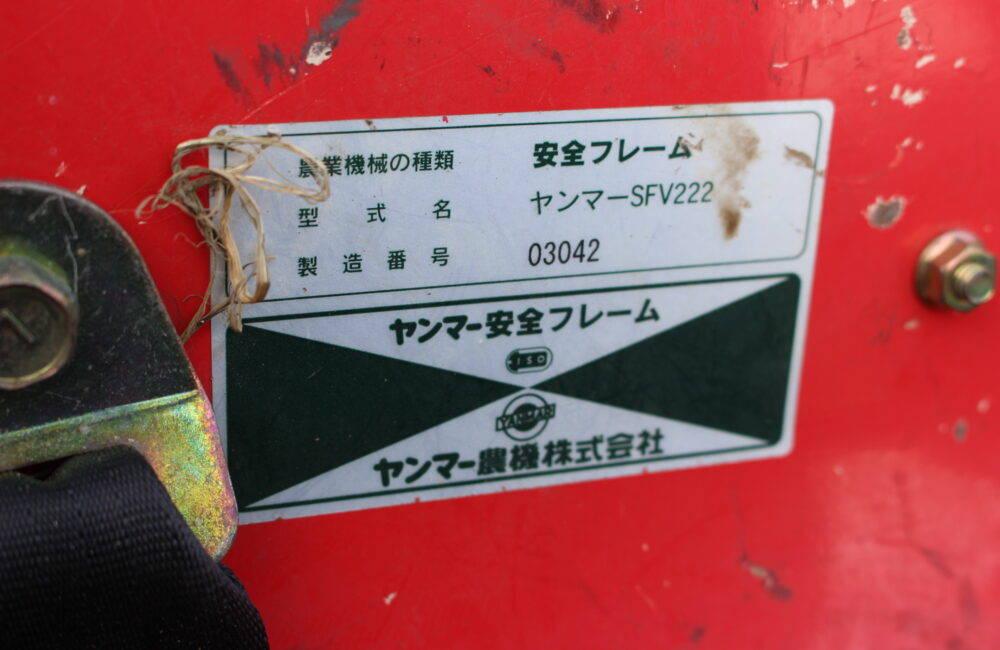 農業機械の種類 安全フレーム
型式名 ヤンマーSFV222
製造番号 03042
ヤンマー安全フレーム
ISO
YANMAR
ヤンマー農機株式会社
7